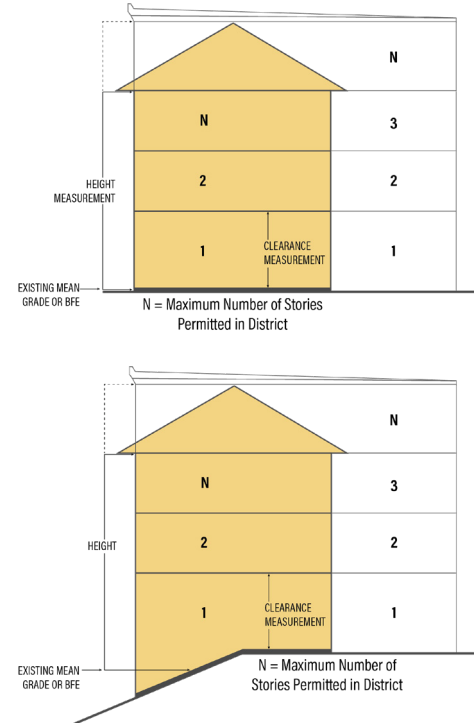 N
N
3
2
2
HEIGHT
MEASUREMENT
1
CLEARANCE
MEASUREMENT
1
EXISTING MEAN
GRADE OR BFE
N = Maximum Number of Stories
Permitted in District
N
N
3
HEIGHT
2
2
1
CLEARANCE
MEASUREMENT
1
EXISTING MEAN
GRADE OR BFE
N = Maximum Number of
Stories Permitted in District